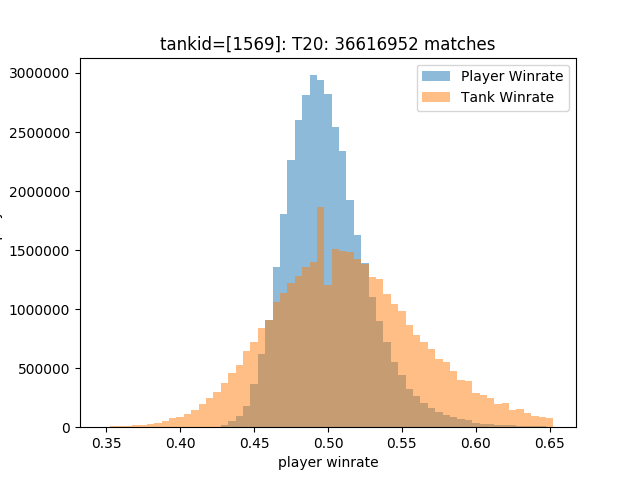 tankid=[1569]: T20: 36616952 matches
Player Winrate
Tank Winrate
3000000
2500000
2000000
1500000
1000000
500000
0
0.35 0.40 0.45 0.50 0.55 0.60 0.65
player winrate